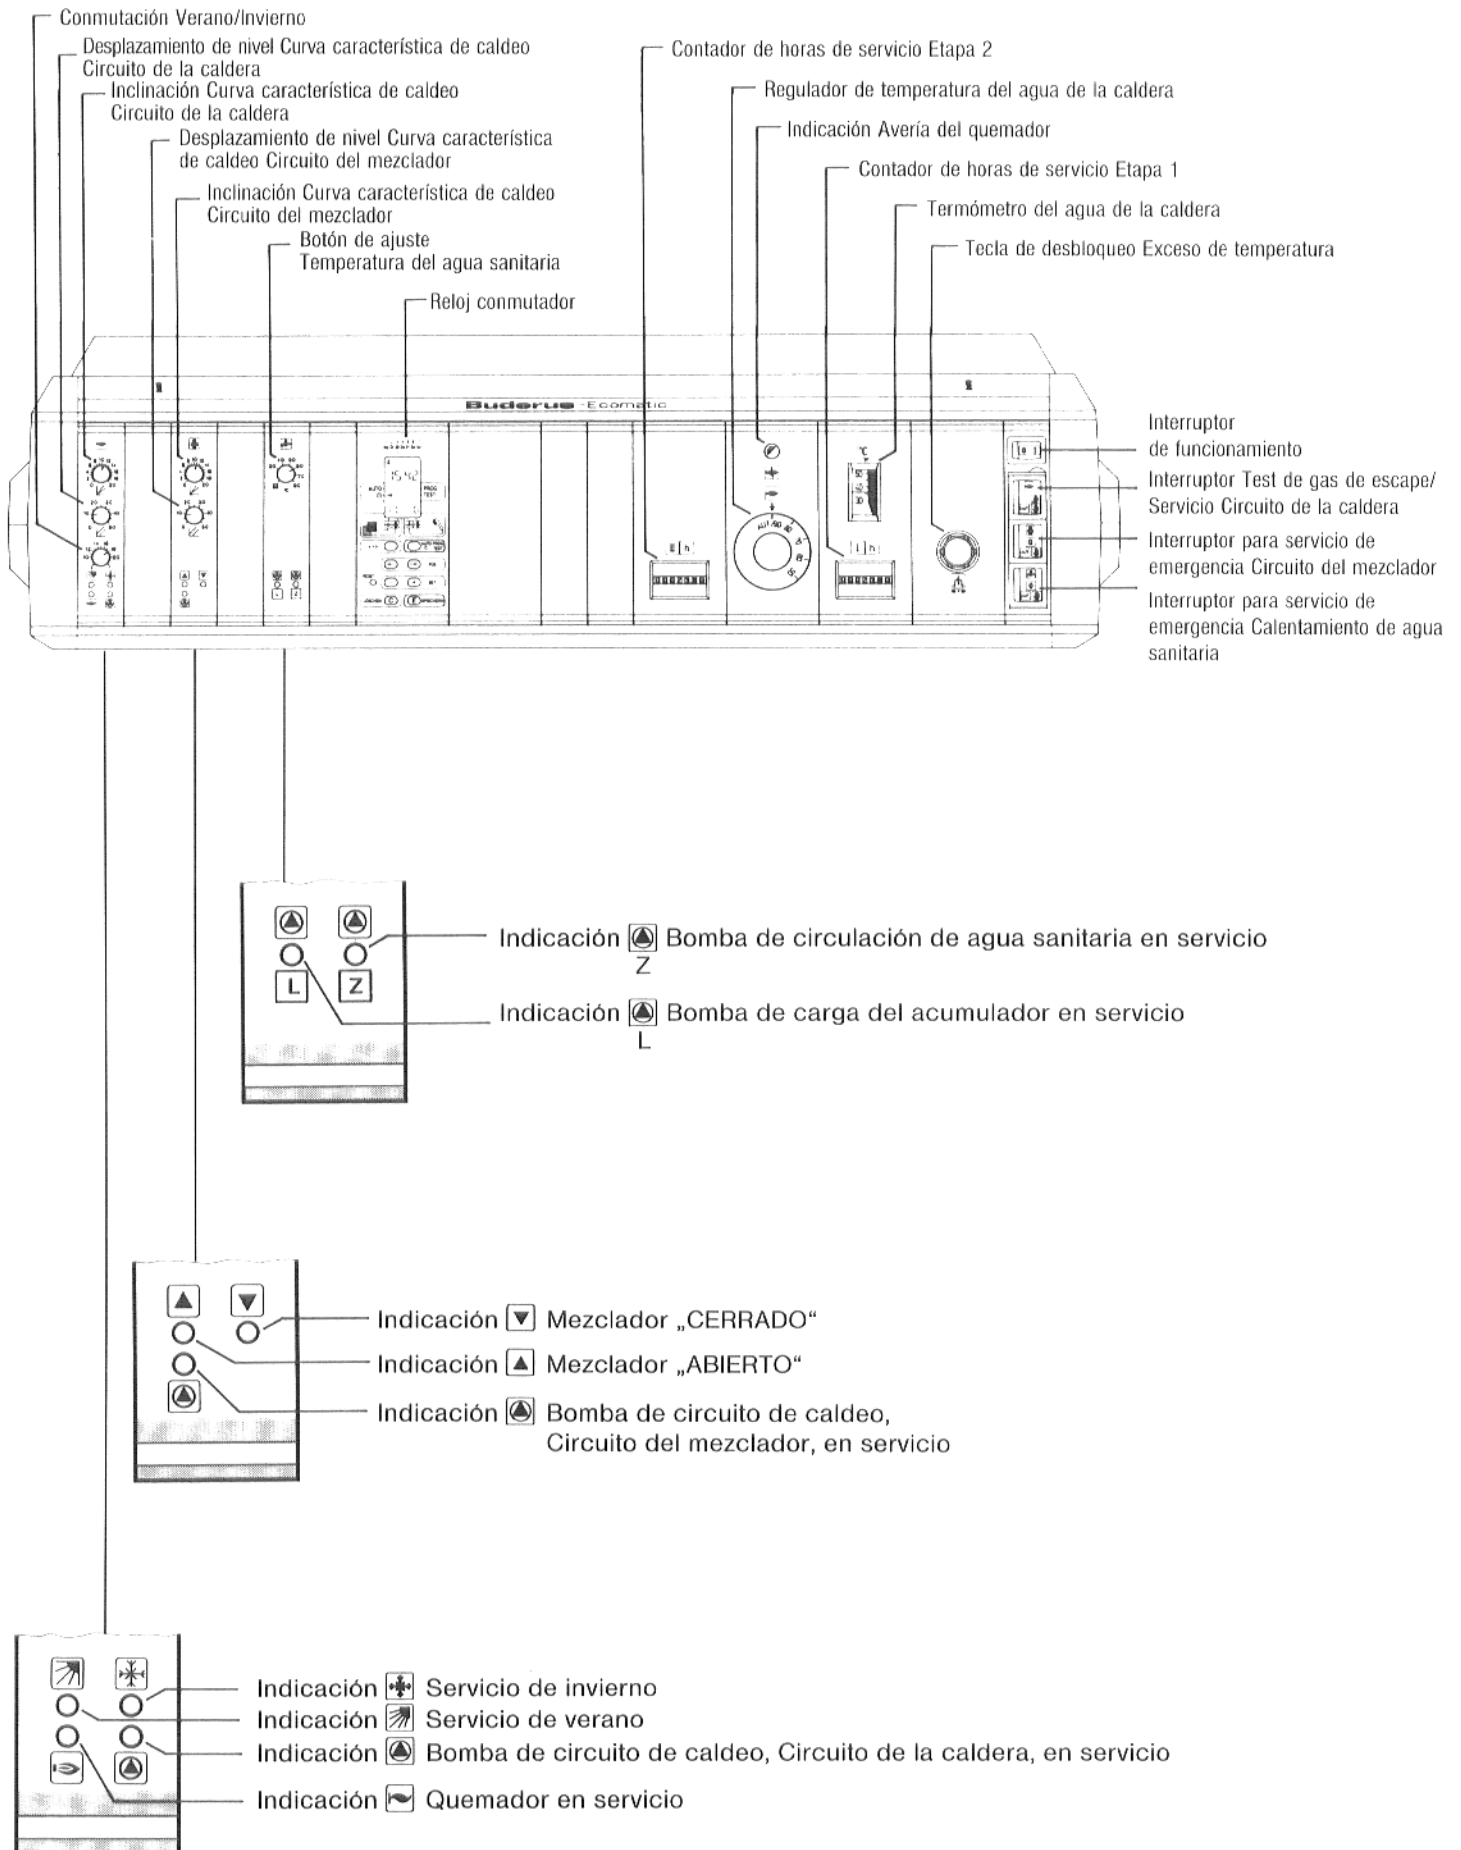 Conmutación Verano/Invierno
Desplazamiento de nivel Curva característica de caldeo
Circuito de la caldera
Inclinación Curva característica de caldeo
Circuito de la caldera
Desplazamiento de nivel Curva característica
de caldeo Circuito del mezclador
Inclinación Curva característica de caldeo
Circuito del mezclador
Botón de ajuste
Temperatura del agua sanitaria
Reloj conmutador
Contador de horas de servicio Etapa 2
Regulador de temperatura del agua de la caldera
Indicación Avería del quemador
Contador de horas de servicio Etapa 1
Termómetro del agua de la caldera
Tecla de desbloqueo Exceso de temperatura
Buderus Ecomatic
15:42
AUTO
PROG
TEST
°C
AUT 90 80
II h
I h
Interruptor
de funcionamiento
Interruptor Test de gas de escape/
Servicio Circuito de la caldera
Interruptor para servicio de
emergencia Circuito del mezclador
Interruptor para servicio de
emergencia Calentamiento de agua
sanitaria
L Z
Indicación Bomba de circulación de agua sanitaria en servicio
Z
Indicación Bomba de carga del acumulador en servicio
L
Indicación ▼ Mezclador „CERRADO“
Indicación ▲ Mezclador „ABIERTO“
Indicación Bomba de circuito de caldeo,
Circuito del mezclador, en servicio
Indicación Servicio de invierno
Indicación Servicio de verano
Indicación Bomba de circuito de caldeo, Circuito de la caldera, en servicio
Indicación Quemador en servicio